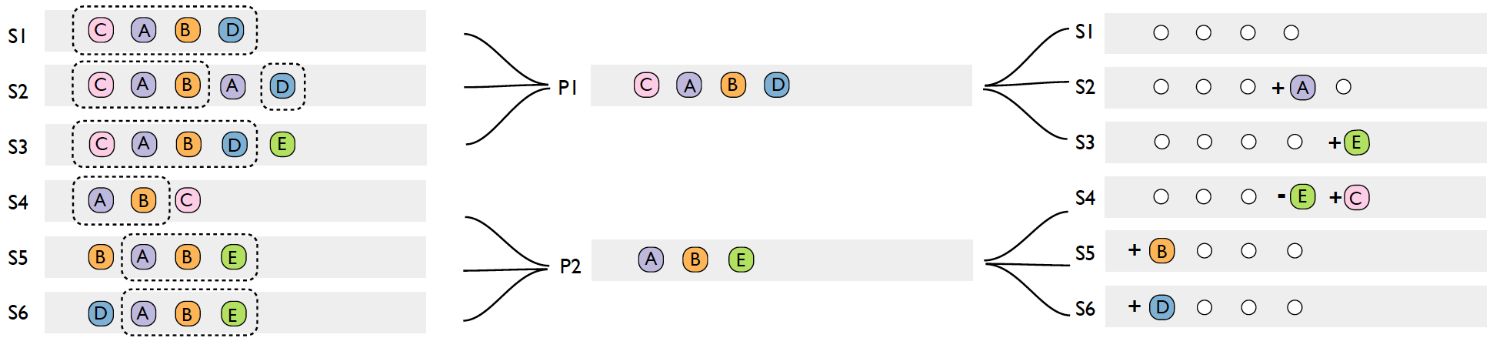 S1 C A B D
S2 C A B A D
S3 C A B D E
S4 A B C
S5 B A B E
S6 D A B E
P1 C A B D
P2 A B E
S1
S2 + A
S3 + E
S4 - E + C
S5 + B
S6 + D